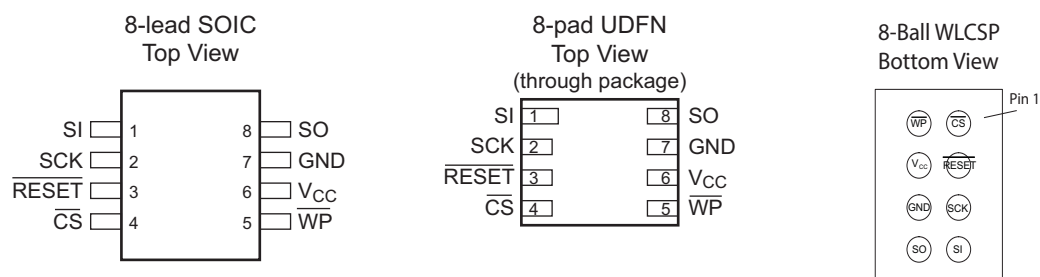 8-lead SOIC
Top View
SI 1 8 SO
SCK 2 7 GND
RESET 3 6 VCC
CS 4 5 WP
8-pad UDFN
Top View
(through package)
SI 1 8 SO
SCK 2 7 GND
RESET 3 6 VCC
CS 4 5 WP
8-Ball WLCSP
Bottom View
Pin 1
WP CS
VCC RESET
GND SCK
SO SI